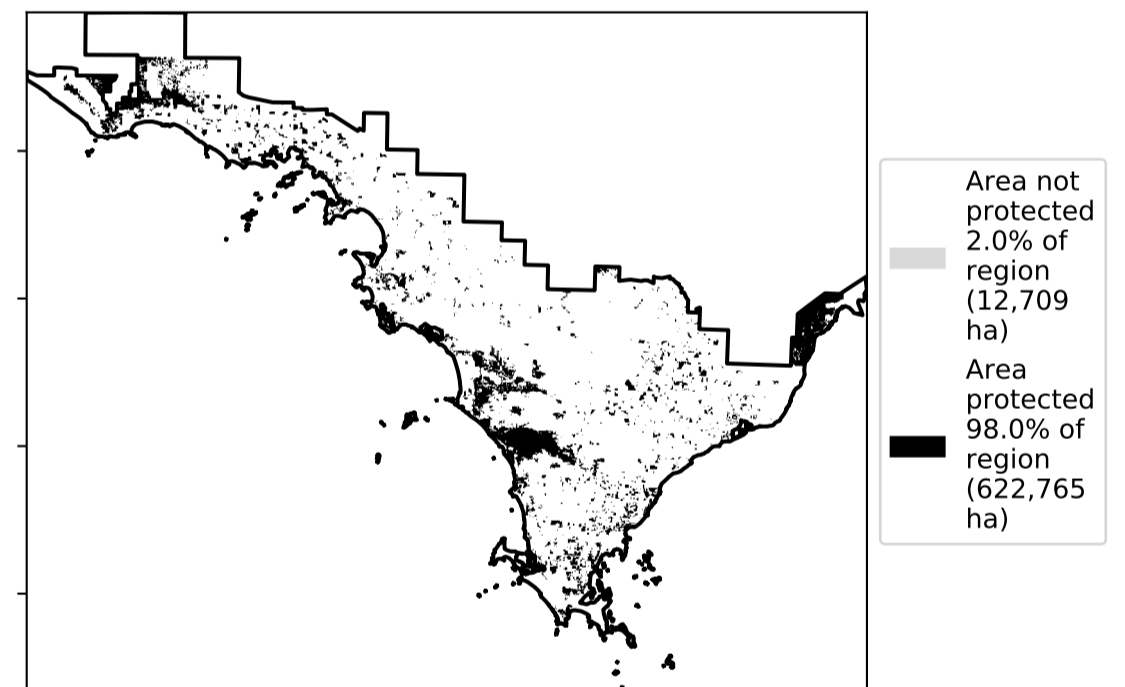 Area not
protected
2.0% of
region
(12,709
ha)
Area
protected
98.0% of
region
(622,765
ha)